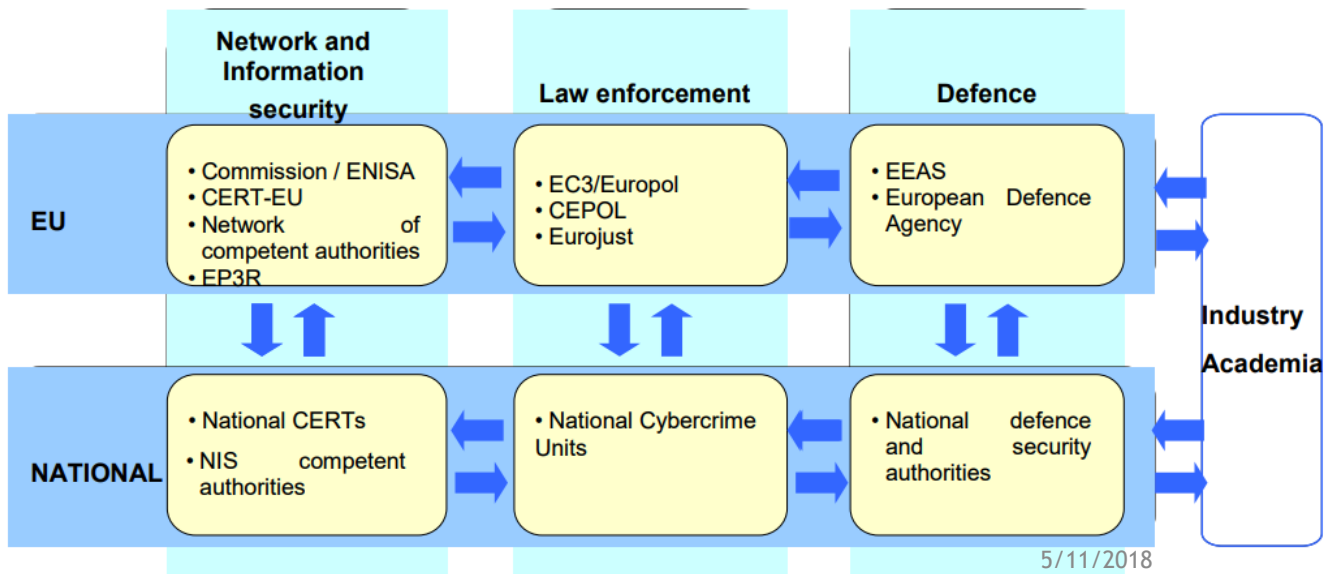 Network and
Information
security
Law enforcement
Defence
EU
• Commission / ENISA
• CERT-EU
• Network of
competent authorities
• EP3R
• EC3/Europol
• CEPOL
• Eurojust
• EEAS
• European Defence
Agency
Industry
Academia
NATIONAL
• National CERTs
• NIS competent
authorities
• National Cybercrime
Units
• National defence
and security
authorities
5/11/2018